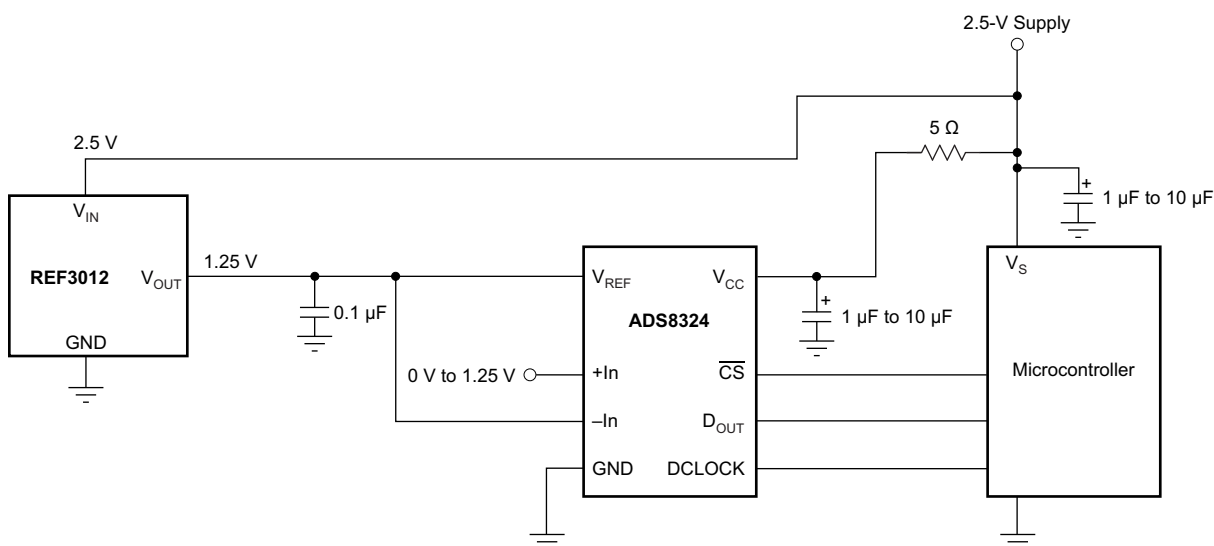 2.5-V Supply
2.5 V
5 Ω
+
1 µF to 10 µF
V_IN
REF3012
V_OUT
GND
1.25 V
0.1 µF
V_REF
V_CC
ADS8324
+
1 µF to 10 µF
V_S
0 V to 1.25 V
+In
CS
Microcontroller
–In
D_OUT
GND
DCLOCK